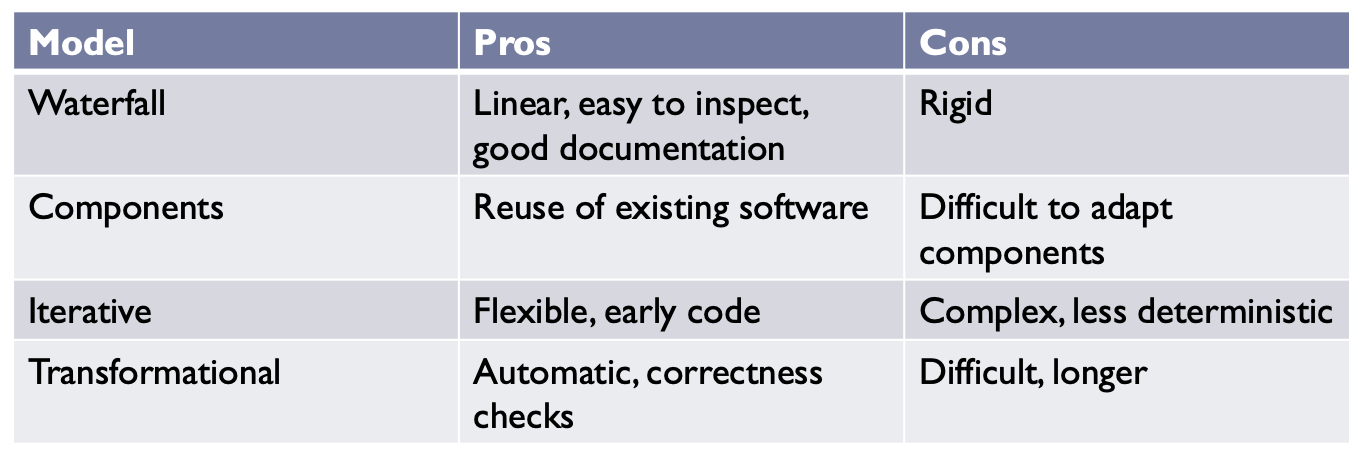 Model Pros Cons
Waterfall Linear, easy to inspect, Rigid
good documentation
Components Reuse of existing software Difficult to adapt
components
Iterative Flexible, early code Complex, less deterministic
Transformational Automatic, correctness Difficult, longer
checks